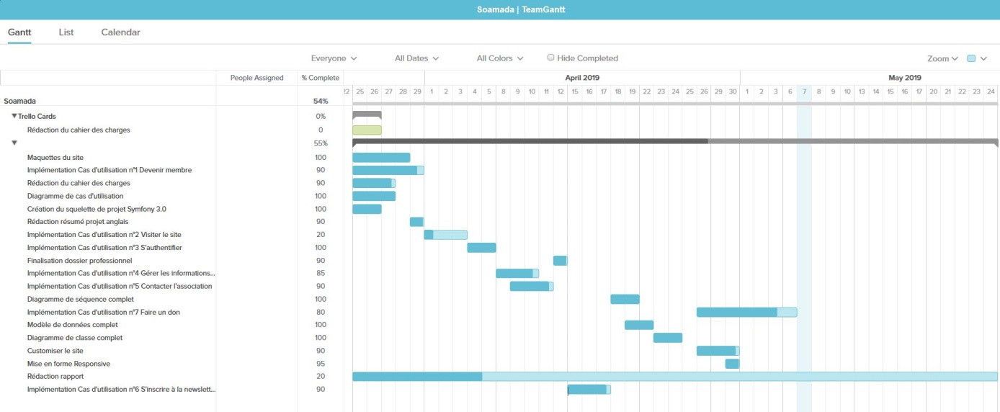 Soamada | TeamGantt
Gantt List Calendar
Everyone All Dates All Colors Hide Completed Zoom
People Assigned % Complete April 2019 May 2019
22 25 26 27 28 29 1 2 3 4 5 8 9 10 11 12 15 16 17 18 19 22 23 24 25 26 29 30 1 2 3 6 7 8 9 10 13 14 15 16 17 20 21 22 23 24
Soamada 54%
Trello Cards 0%
Rédaction du cahier des charges 0
55%
Maquettes du site 100
Implémentation Cas d'utilisation n°1 Devenir membre 90
Rédaction du cahier des charges 90
Diagramme de cas d'utilisation 100
Création du squelette de projet Symfony 3.0 100
Rédaction résumé projet anglais 90
Implémentation Cas d'utilisation n°2 Visiter le site 20
Implémentation Cas d'utilisation n°3 S'authentifier 100
Finalisation dossier professionnel 90
Implémentation Cas d'utilisation n°4 Gérer les informations... 85
Implémentation Cas d'utilisation n°5 Contacter l'association 90
Diagramme de séquence complet 100
Implémentation Cas d'utilisation n°7 Faire un don 80
Modèle de données complet 100
Diagramme de classe complet 100
Customiser le site 90
Mise en forme Responsive 95
Rédaction rapport 20
Implémentation Cas d'utilisation n°6 S'inscrire à la newslett... 90